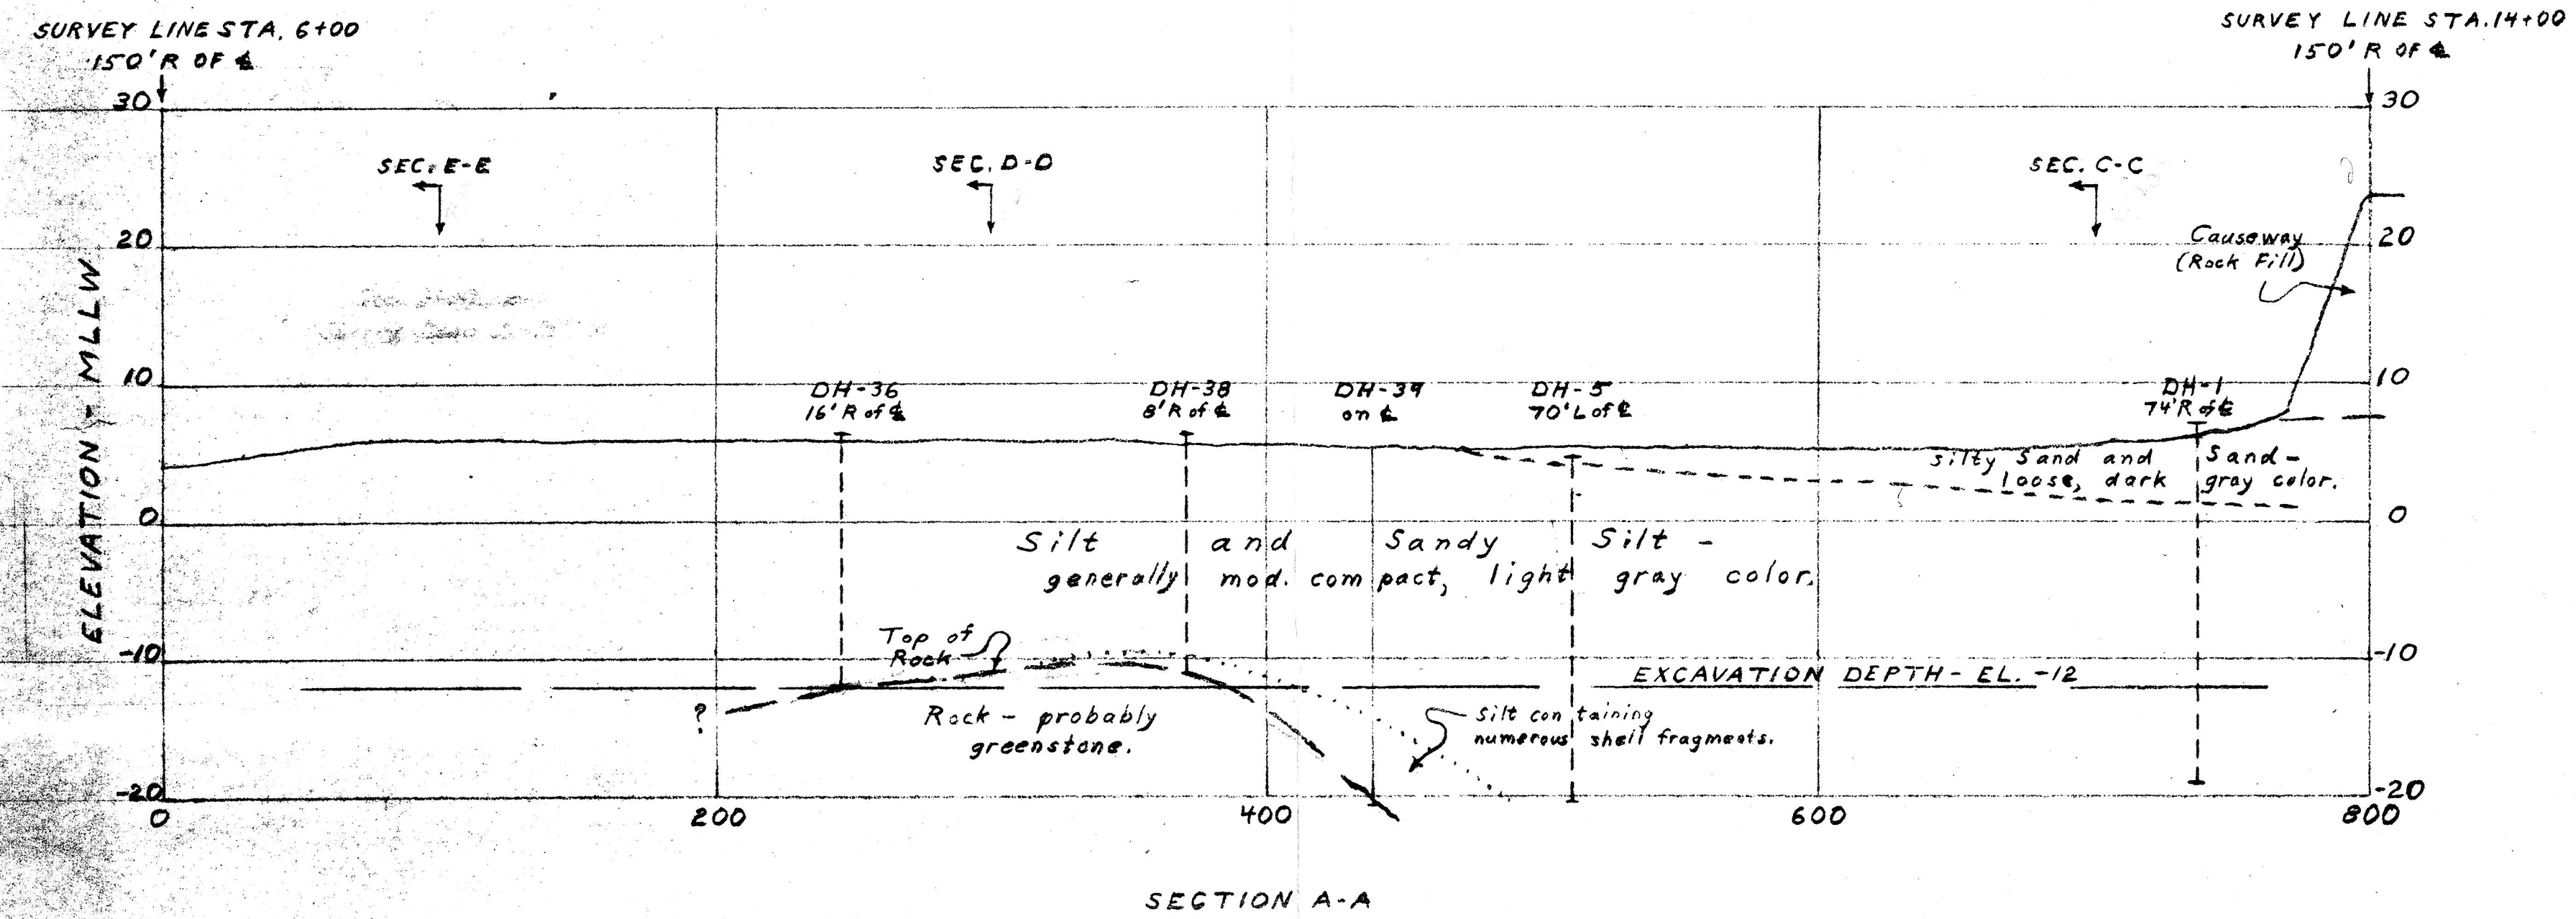 SURVEY LINE STA. 6+00
150' R OF ℄
SURVEY LINE STA. 14+00
150' R OF ℄
30
30
SEC. E-E
SEC. D-D
SEC. C-C
20
20
Causeway
(Rock Fill)
ELEVATION - MLLW
10
10
DH-36
16' R of ℄
DH-38
8' R of ℄
DH-39
on ℄
DH-5
70' L of ℄
DH-1
74' R of ℄
silty Sand and Sand-
loose, dark gray color.
0
0
Silt and Sandy Silt -
generally mod. compact, light gray color.
Top of
Rock
-10
-10
EXCAVATION DEPTH - EL. -12
?
Rock - probably
greenstone.
Silt containing
numerous shell fragments.
-20
-20
0
200
400
600
800
SECTION A-A